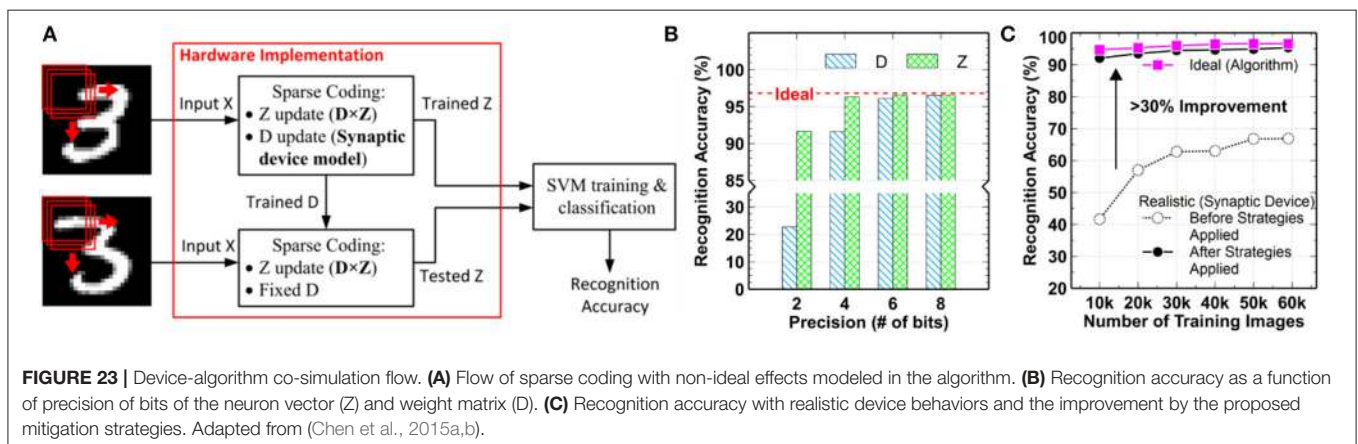 A
Hardware Implementation
Input X
Sparse Coding:
• Z update (D×Z)
• D update (Synaptic
device model)
Trained Z
Trained D
SVM training &
classification
Input X
Sparse Coding:
• Z update (D×Z)
• Fixed D
Tested Z
Recognition
Accuracy
B
Recognition Accuracy (%)
D Z
100
Ideal
95
90
85
30
20
10
0
2 4 6 8
Precision (# of bits)
C
Recognition Accuracy (%)
100
90
80
70
60
50
40
30
20
Ideal (Algorithm)
>30% Improvement
Realistic (Synaptic Device)
Before Strategies
Applied
After Strategies
Applied
10k 20k 30k 40k 50k 60k
Number of Training Images
FIGURE 23 | Device-algorithm co-simulation flow. (A) Flow of sparse coding with non-ideal effects modeled in the algorithm. (B) Recognition accuracy as a function
of precision of bits of the neuron vector (Z) and weight matrix (D). (C) Recognition accuracy with realistic device behaviors and the improvement by the proposed
mitigation strategies. Adapted from (Chen et al., 2015a,b).